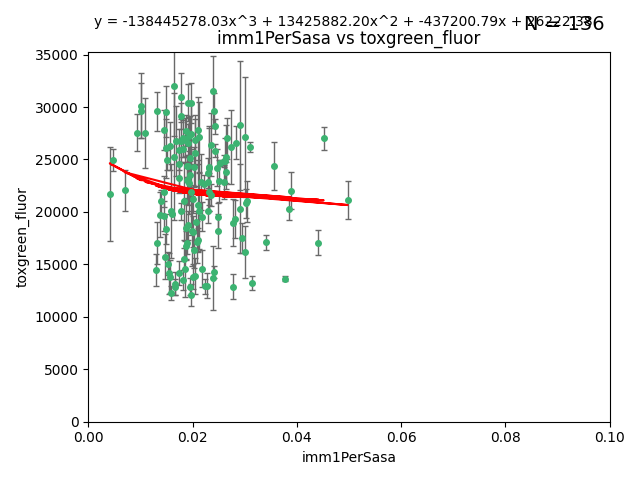 y = -138445278.03x^3 + 13425882.20x^2 + -437200.79x +
N = 136
imm1PerSasa vs toxgreen_fluor
35000
30000
25000
20000
15000
10000
5000
0
toxgreen_fluor
0.00 0.02 0.04 0.06 0.08 0.10
imm1PerSasa